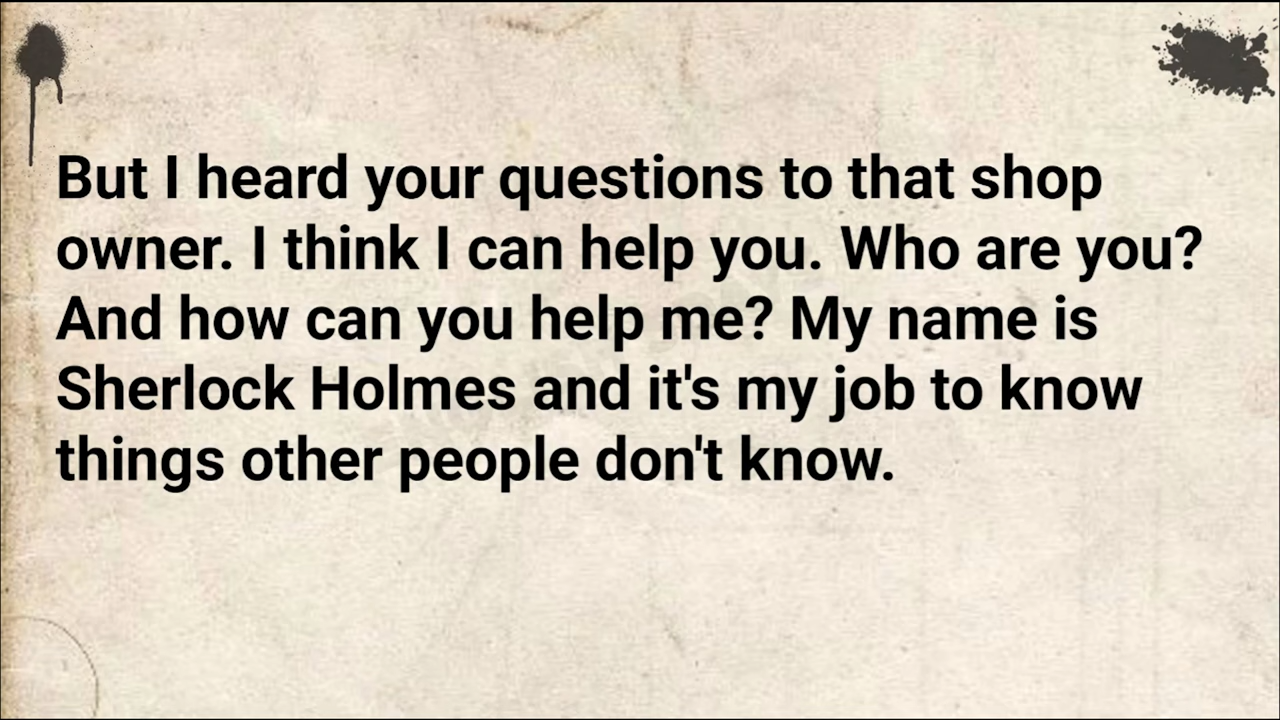 But I heard your questions to that shop
owner. I think I can help you. Who are you?
And how can you help me? My name is
Sherlock Holmes and it's my job to know
things other people don't know.